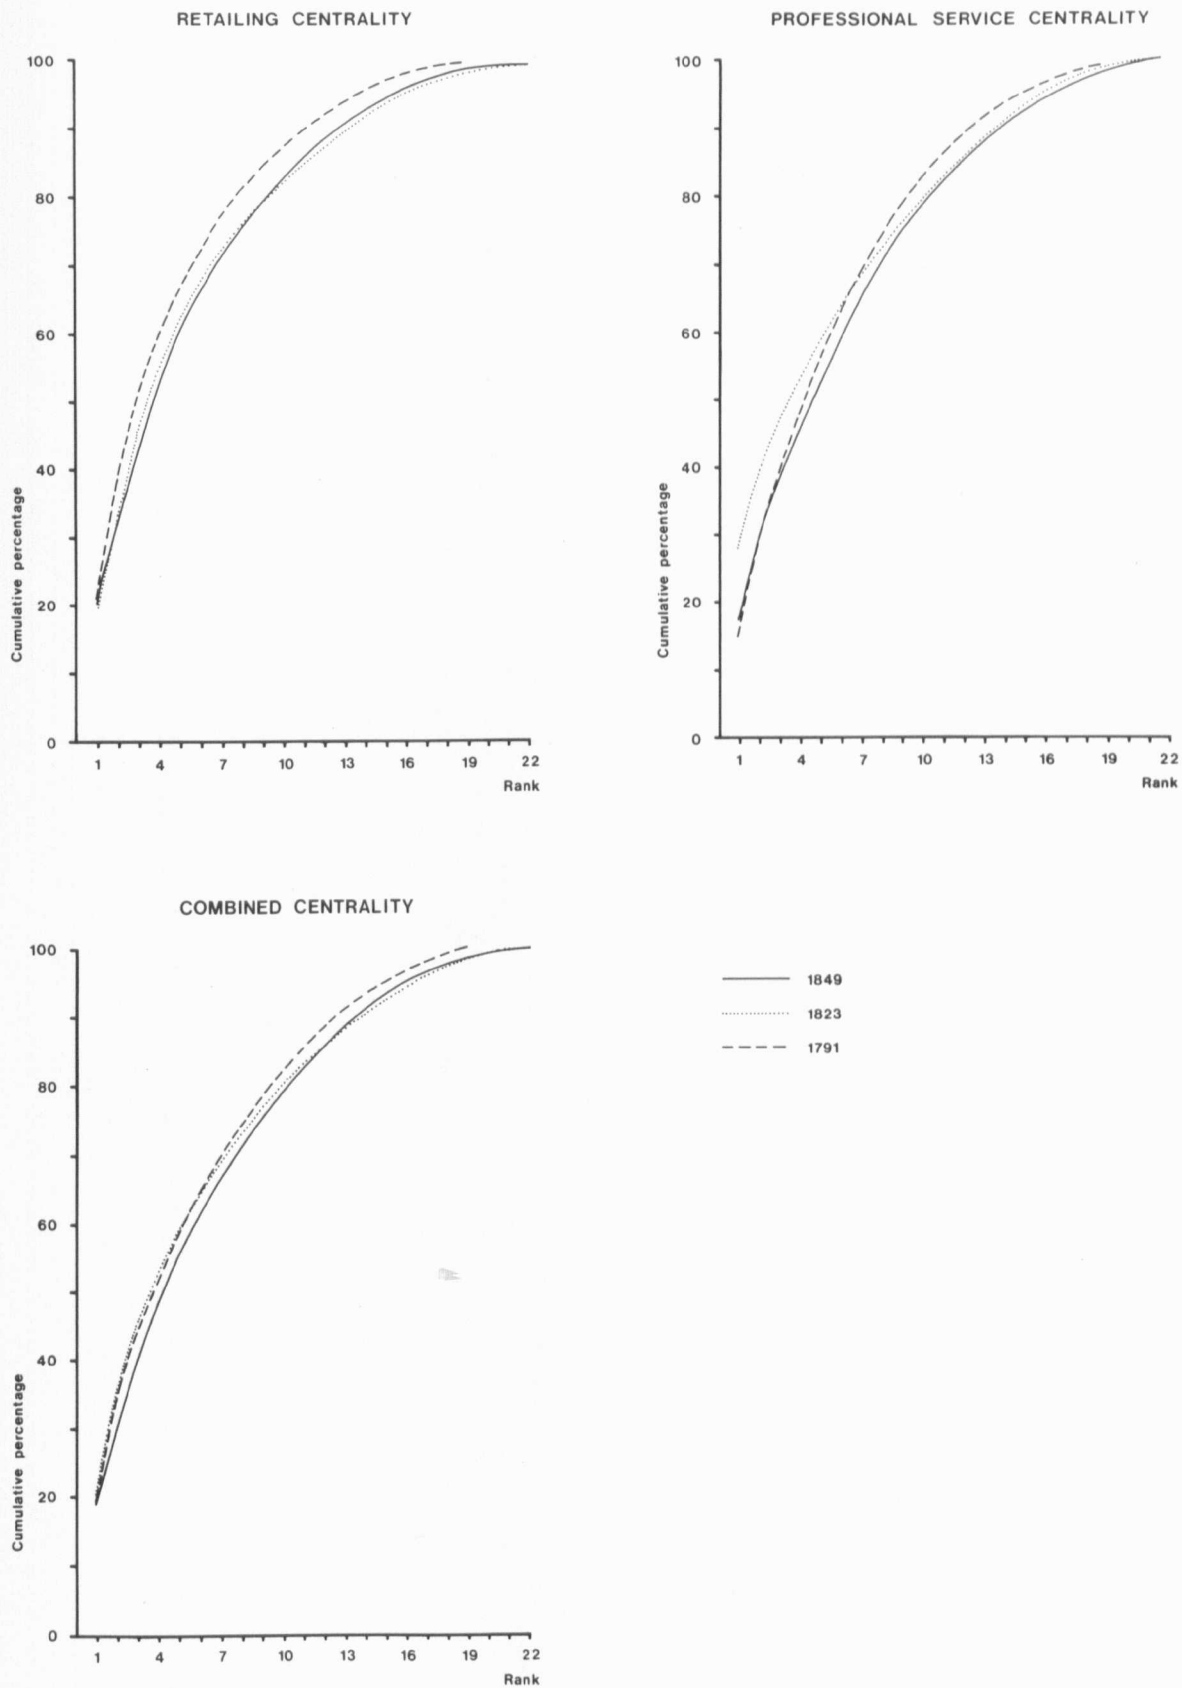 RETAILING CENTRALITY
100
80
60
40
20
0
Cumulative percentage
1 4 7 10 13 16 19 22
Rank
PROFESSIONAL SERVICE CENTRALITY
100
80
60
40
20
0
Cumulative percentage
1 4 7 10 13 16 19 22
Rank
COMBINED CENTRALITY
100
80
60
40
20
0
Cumulative percentage
1 4 7 10 13 16 19 22
Rank
1849
1823
1791